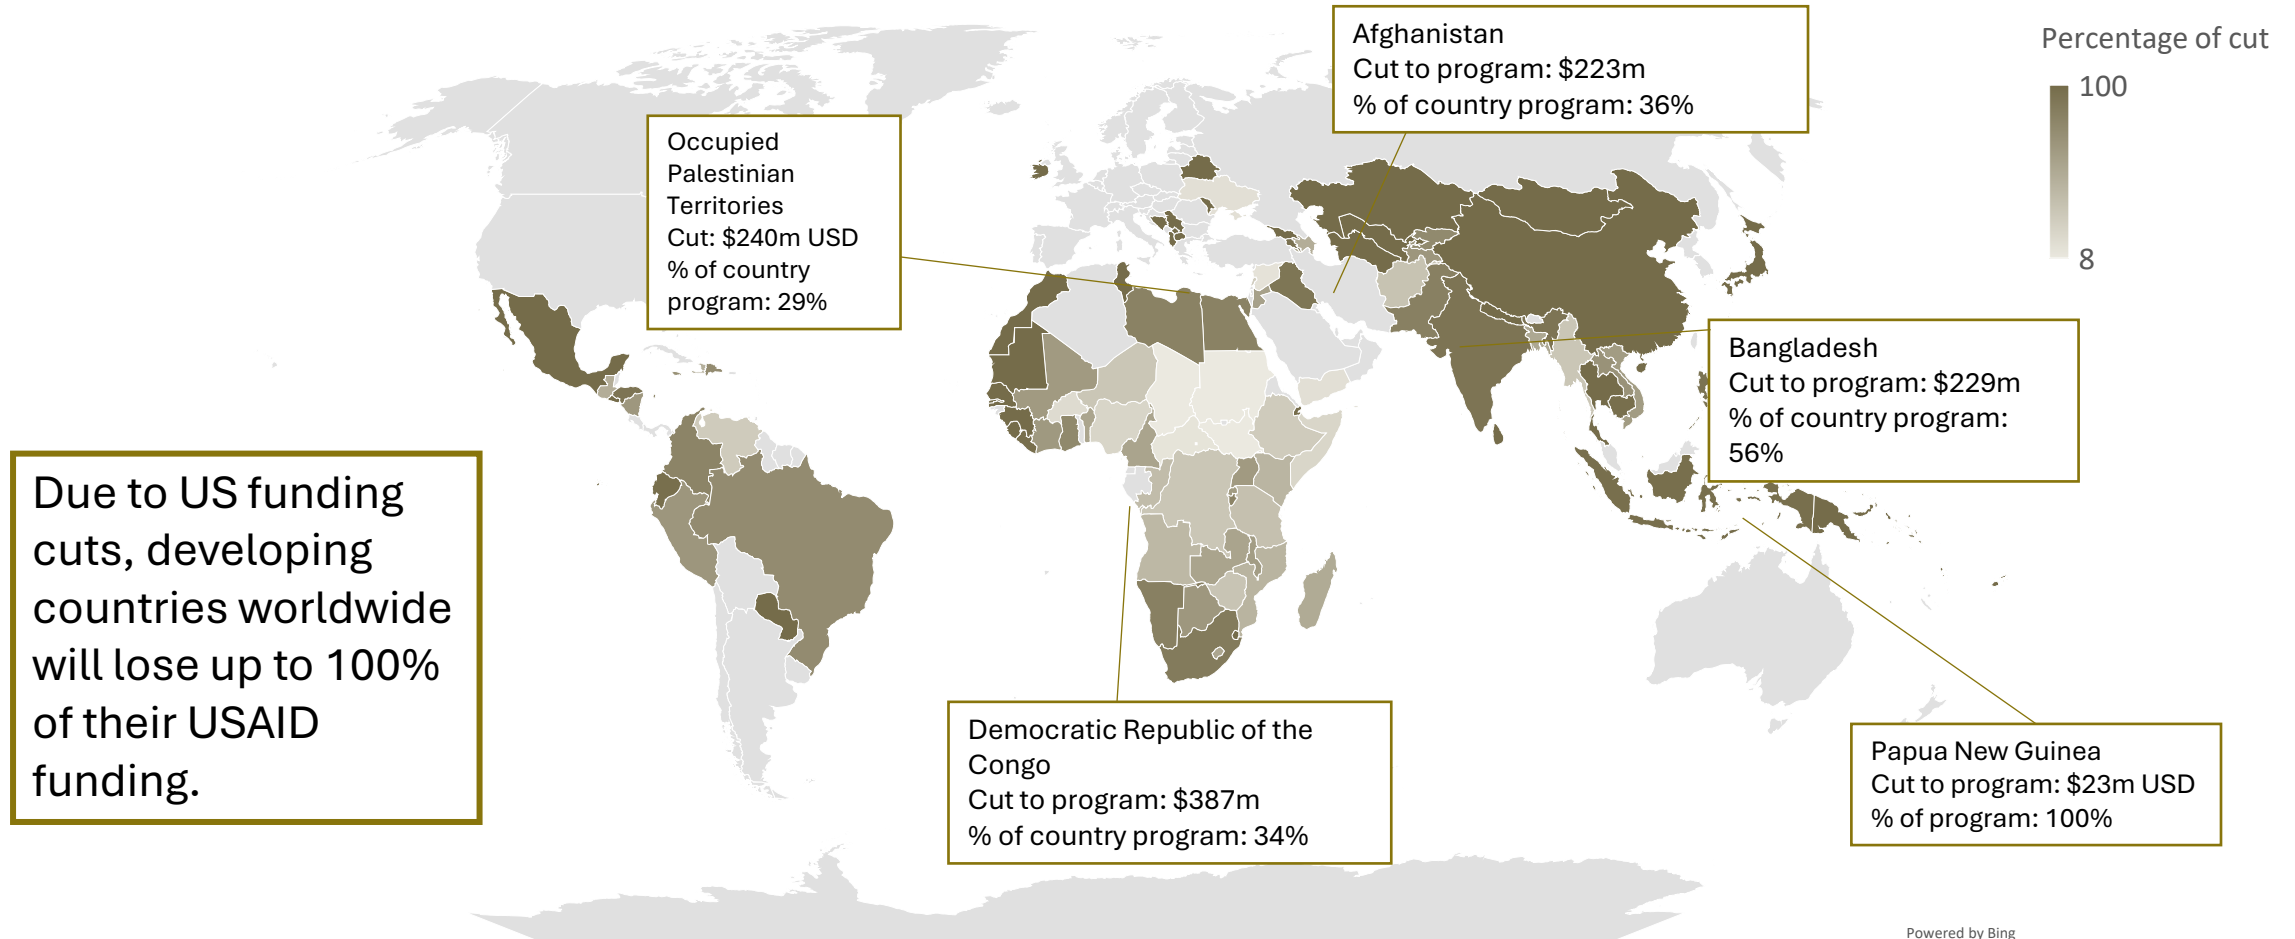 Afghanistan
Cut to program: $223m
% of country program: 36%
Percentage of cut
100
8
Occupied
Palestinian
Territories
Cut: $240m USD
% of country
program: 29%
Bangladesh
Cut to program: $229m
% of country program:
56%
Due to US funding
cuts, developing
countries worldwide
will lose up to 100%
of their USAID
funding.
Democratic Republic of the
Congo
Cut to program: $387m
% of country program: 34%
Papua New Guinea
Cut to program: $23m USD
% of program: 100%
Powered by Bing